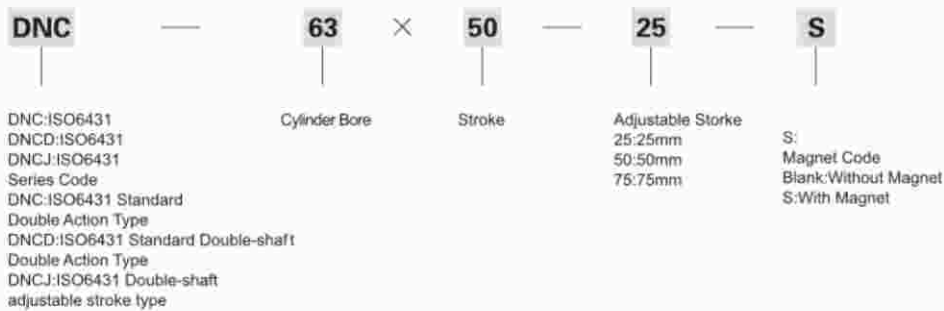 DNC — 63 × 50 — 25 — S
DNC:ISO6431
DNCD:ISO6431
DNCJ:ISO6431
Series Code
DNC:ISO6431 Standard
Double Action Type
DNCD:ISO6431 Standard Double-shaft
Double Action Type
DNCJ:ISO6431 Double-shaft
adjustable stroke type
Cylinder Bore
Stroke
Adjustable Storke
25:25mm
50:50mm
75:75mm
S:
Magnet Code
Blank:Without Magnet
S:With Magnet